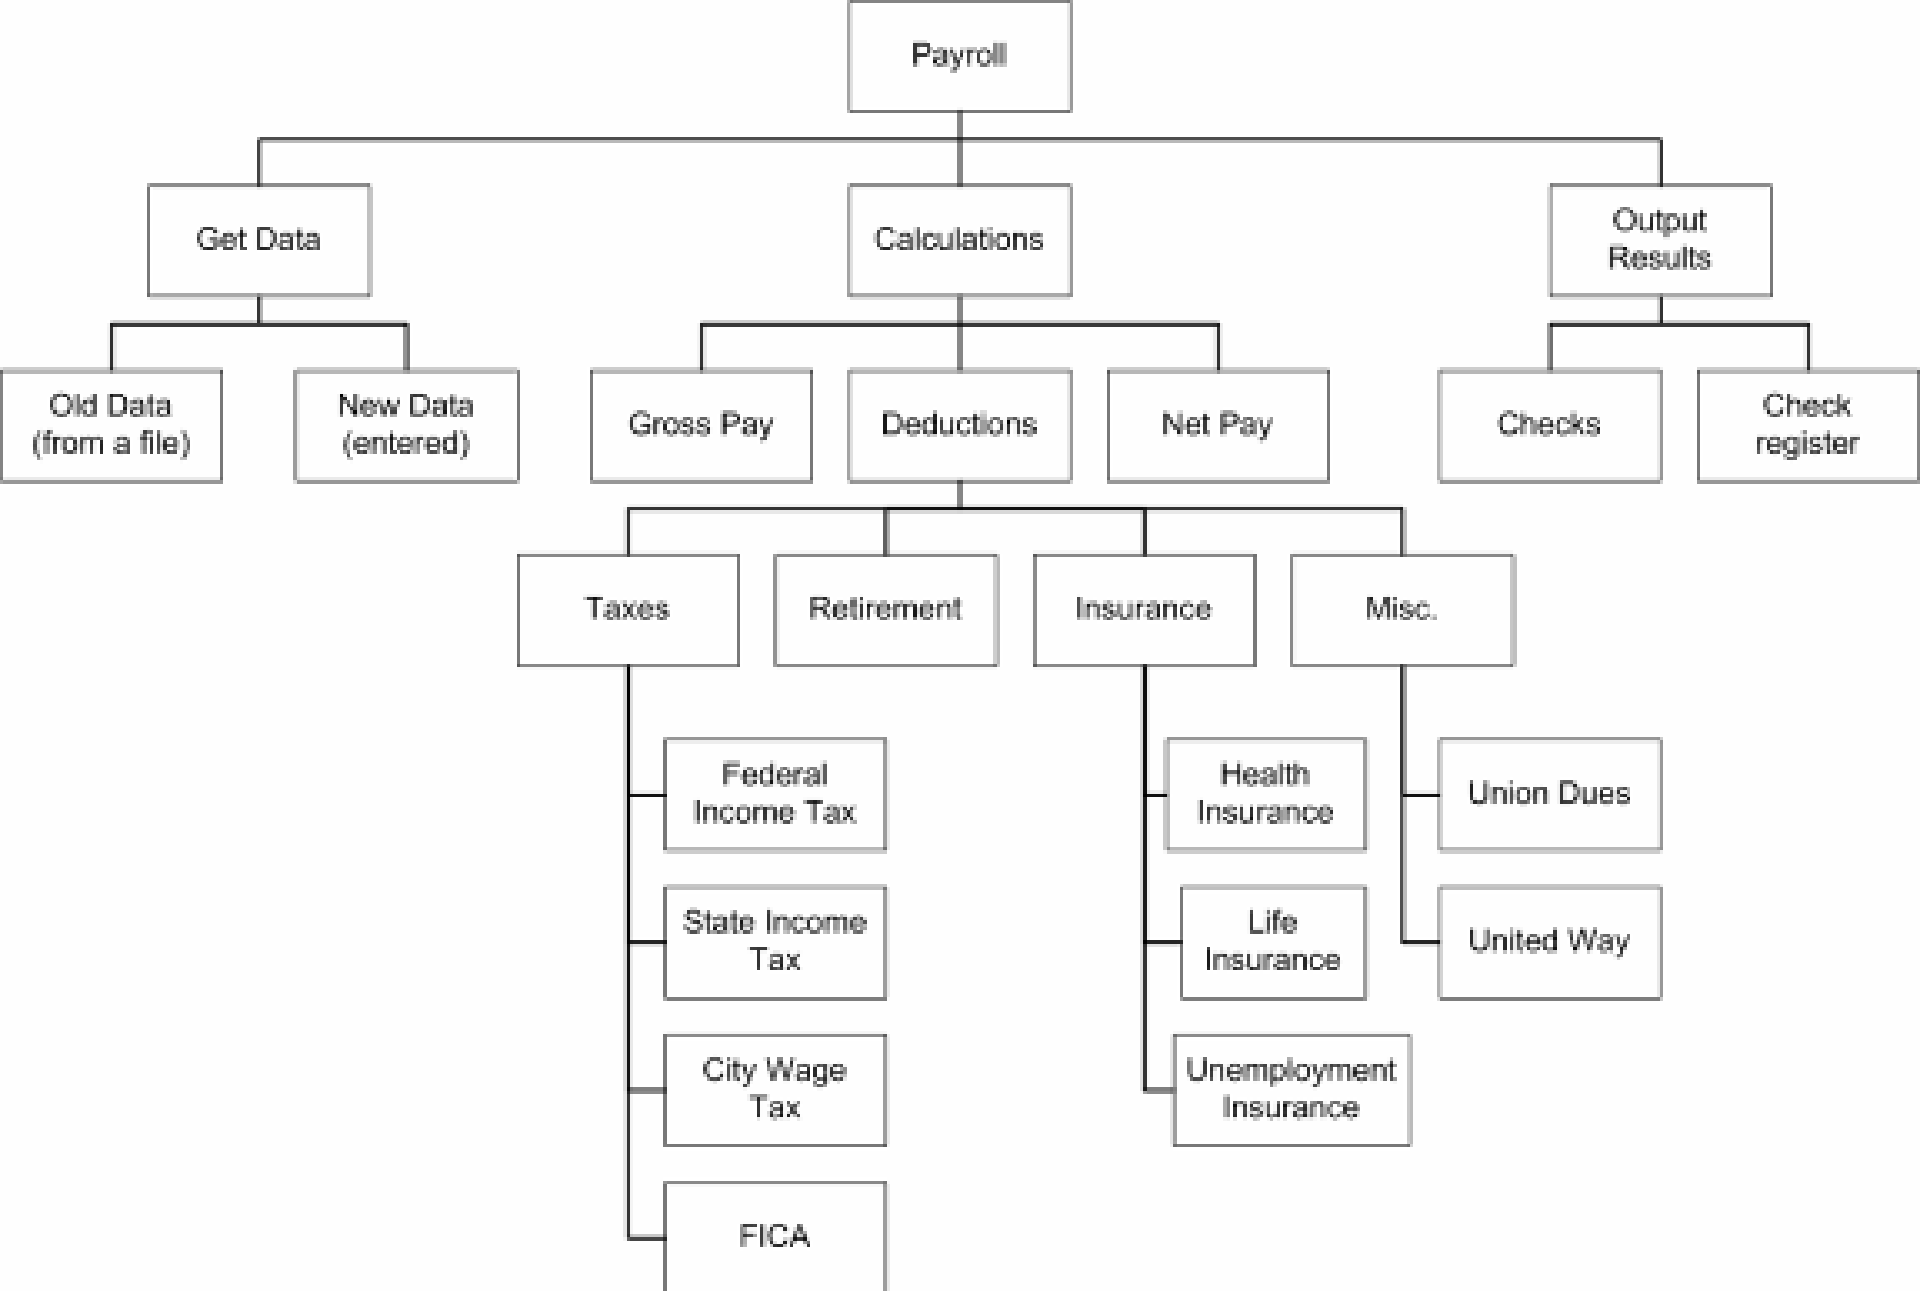 Payroll
Get Data
Calculations
Output
Results
Old Data
(from a file)
New Data
(entered)
Gross Pay
Deductions
Net Pay
Checks
Check
register
Taxes
Retirement
Insurance
Misc.
Federal
Income Tax
State Income
Tax
City Wage
Tax
FICA
Health
Insurance
Life
Insurance
Unemployment
Insurance
Union Dues
United Way